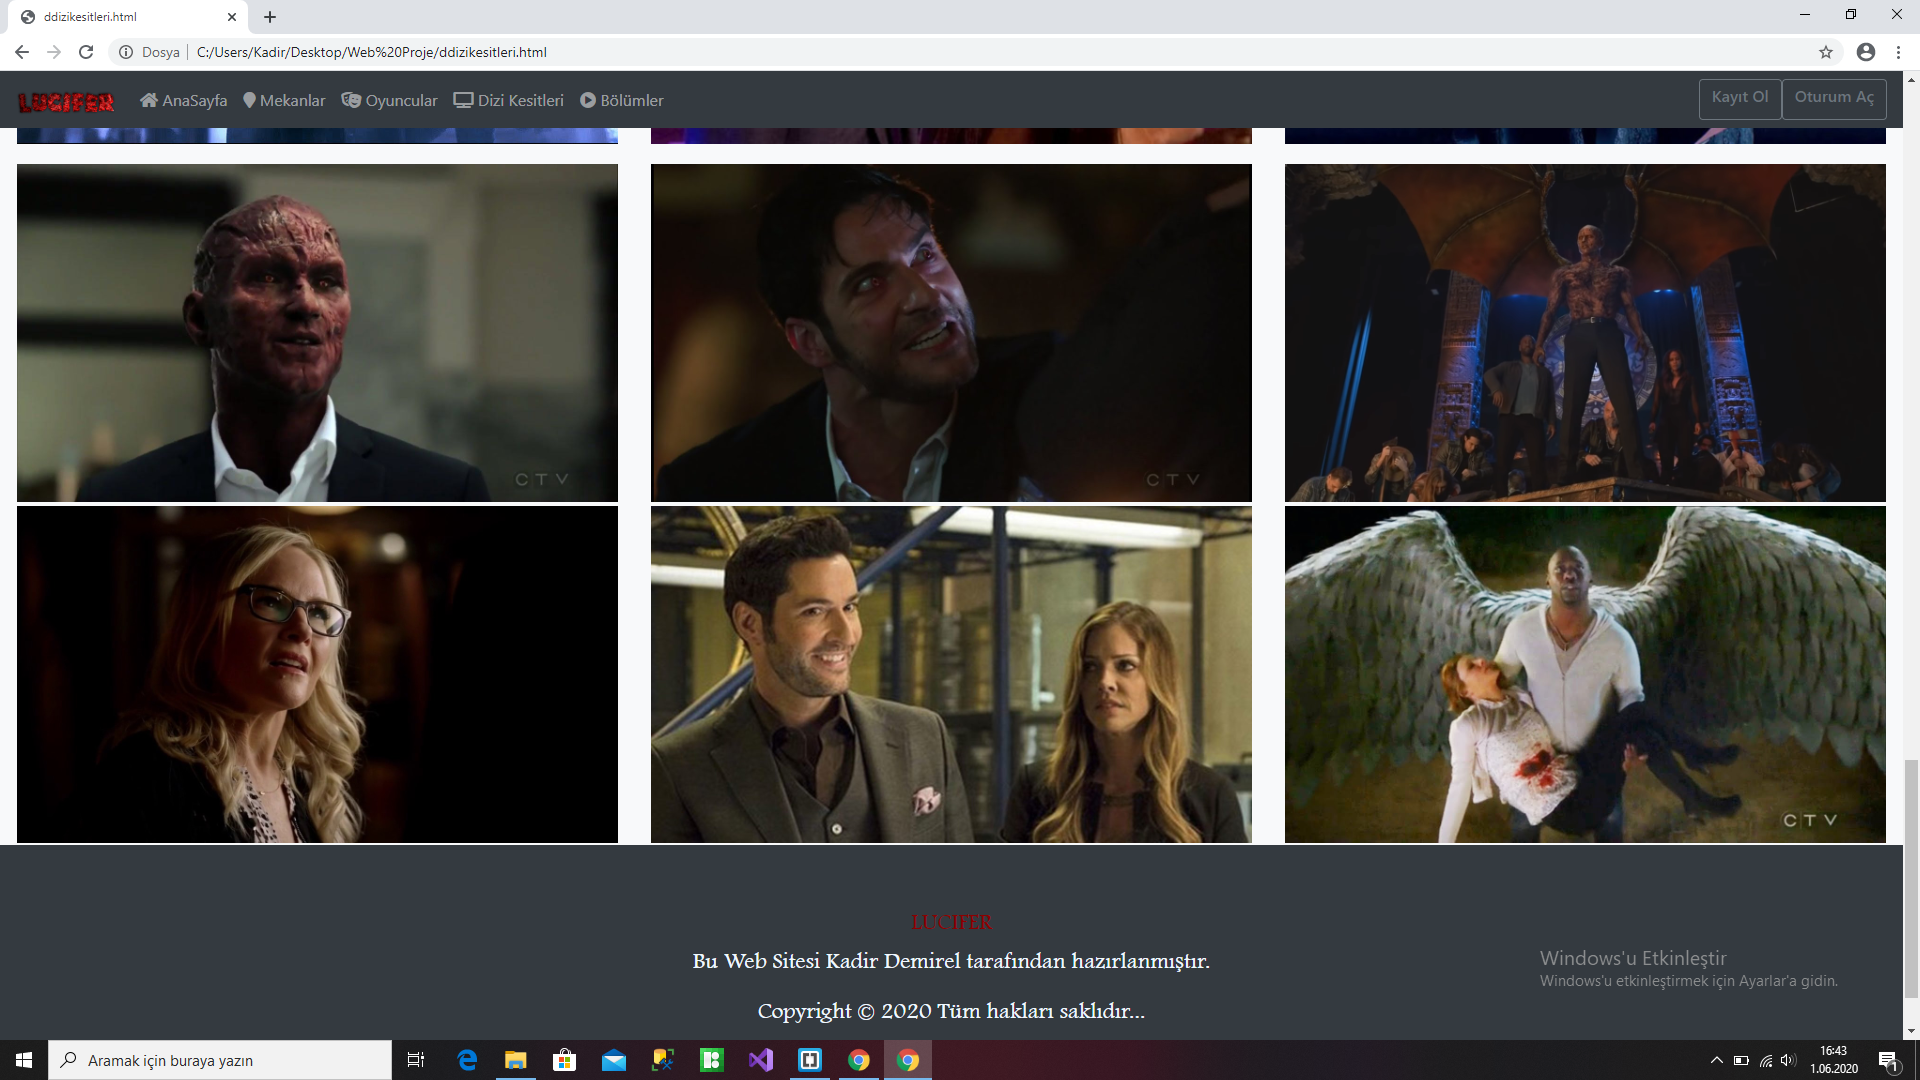 ddizikesitleri.html
Dosya
C:/Users/Kadir/Desktop/Web%20Proje/ddizikesitleri.html
LUCIFER
AnaSayfa
Mekanlar
Oyuncular
Dizi Kesitleri
Bölümler
Kayıt Ol
Oturum Aç
CTV
CTV
CTV
LUCIFER
Bu Web Sitesi Kadir Demirel tarafından hazırlanmıştır.
Copyright © 2020 Tüm hakları saklıdır...
Windows'u Etkinleştir
Windows'u etkinleştirmek için Ayarlar'a gidin.
Aramak için buraya yazın
16:43
1.06.2020
1